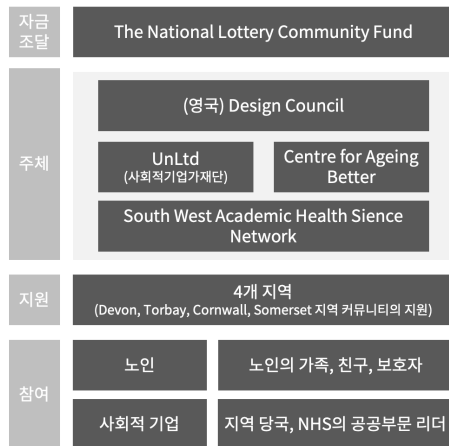 자금
조달
The National Lottery Community Fund
주체
(영국) Design Council
UnLtd
(사회적기업가재단)
Centre for Ageing
Better
South West Academic Health Sience
Network
지원
4개 지역
(Devon, Torbay, Cornwall, Somerset 지역 커뮤니티의 지원)
참여
노인
노인의 가족, 친구, 보호자
사회적 기업
지역 당국, NHS의 공공부문 리더